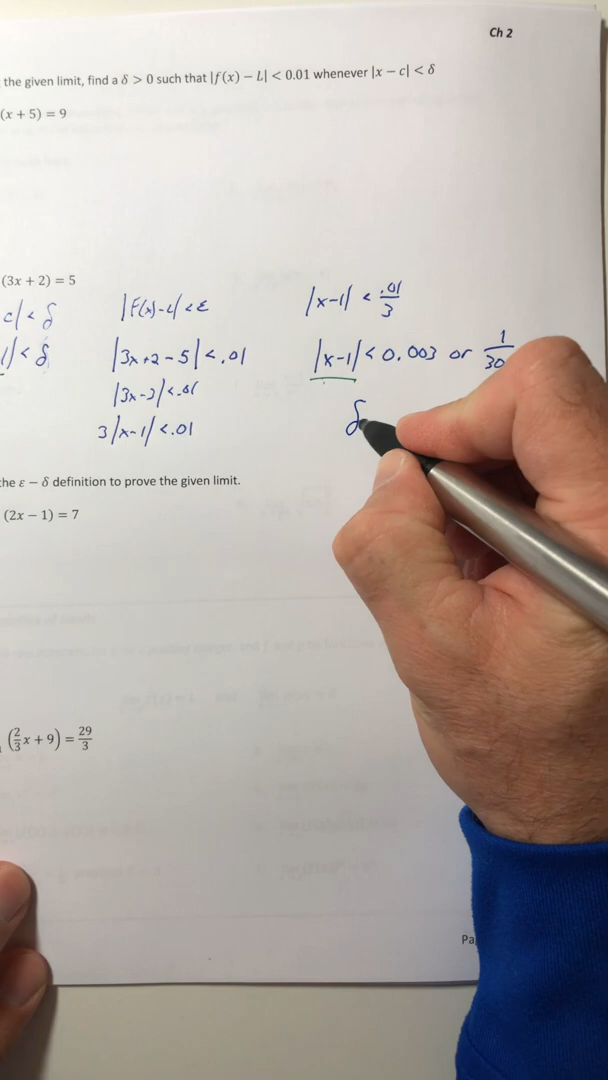 Ch 2
the given limit, find a δ > 0 such that |f(x) − L| < 0.01 whenever |x − c| < δ
(x + 5) = 9
(3x + 2) = 5
c| < δ
|F(x)-L| < ε
|x-1| < .01/3
1| < δ
|3x+2-5| < .01
|x-1| < 0.003 or 1/30
|3x-3| < .01
3|x-1| < .01
δ
the ε − δ definition to prove the given limit.
(2x − 1) = 7
(2/3 x + 9) = 29/3
Pa